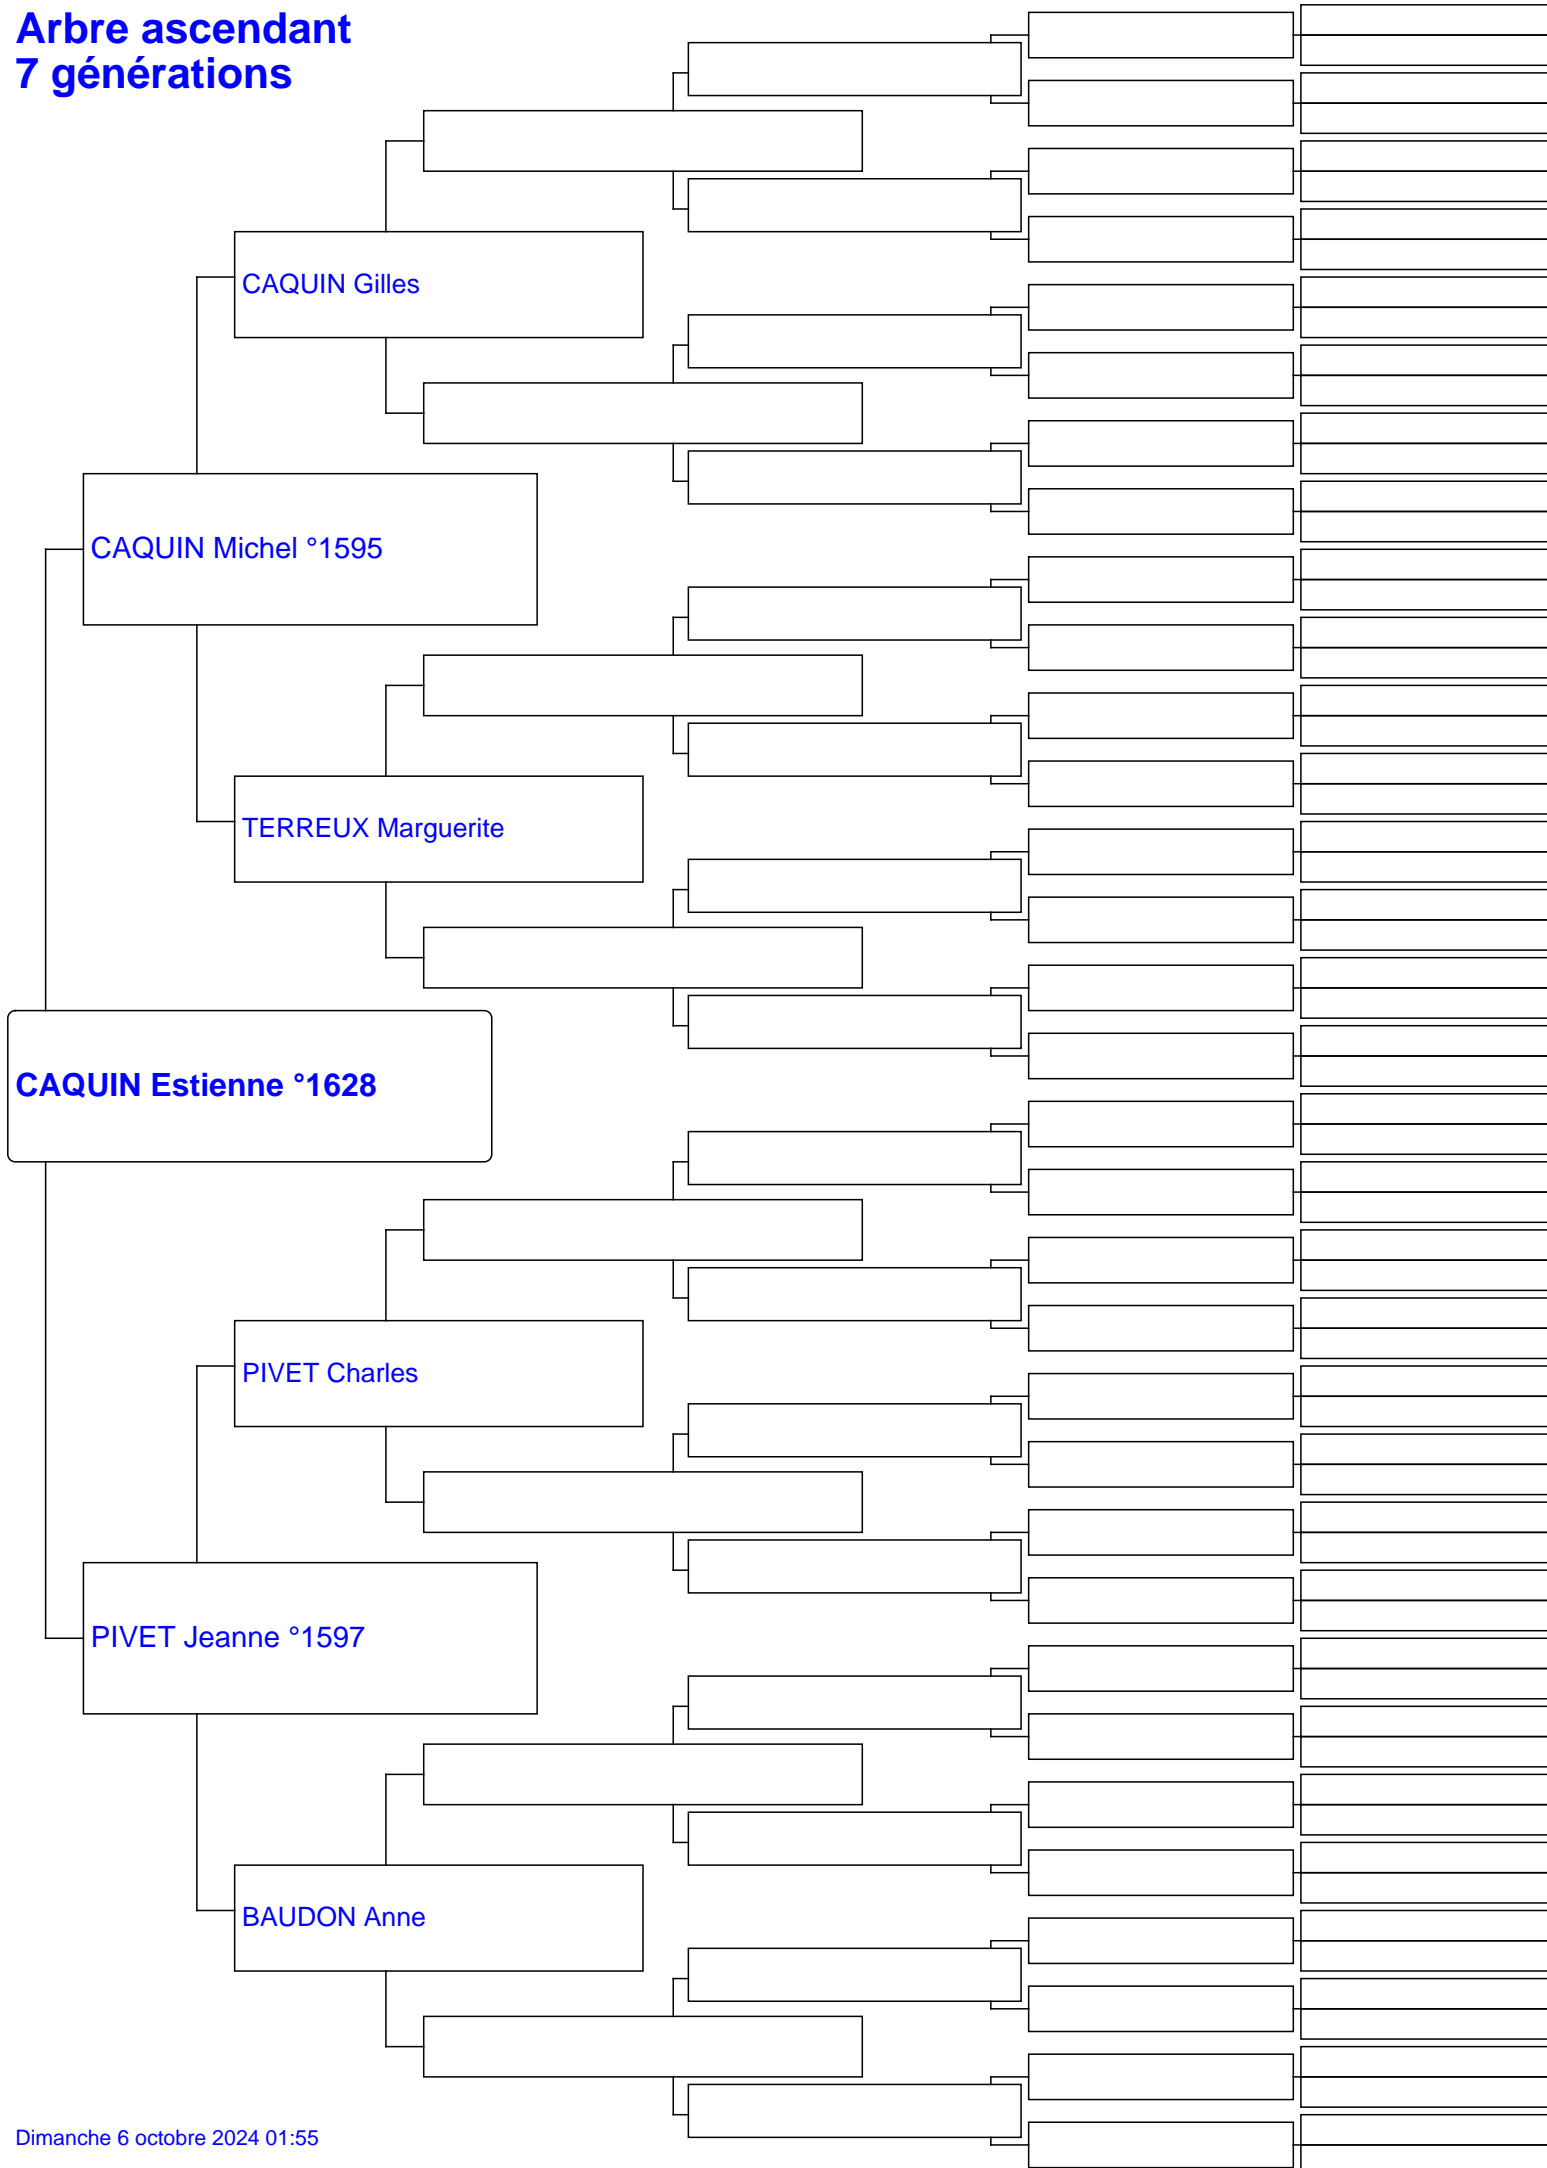 Arbre ascendant
7 générations
CAQUIN Gilles
CAQUIN Michel °1595
TERREUX Marguerite
CAQUIN Estienne °1628
PIVET Charles
PIVET Jeanne °1597
BAUDON Anne
Dimanche 6 octobre 2024 01:55